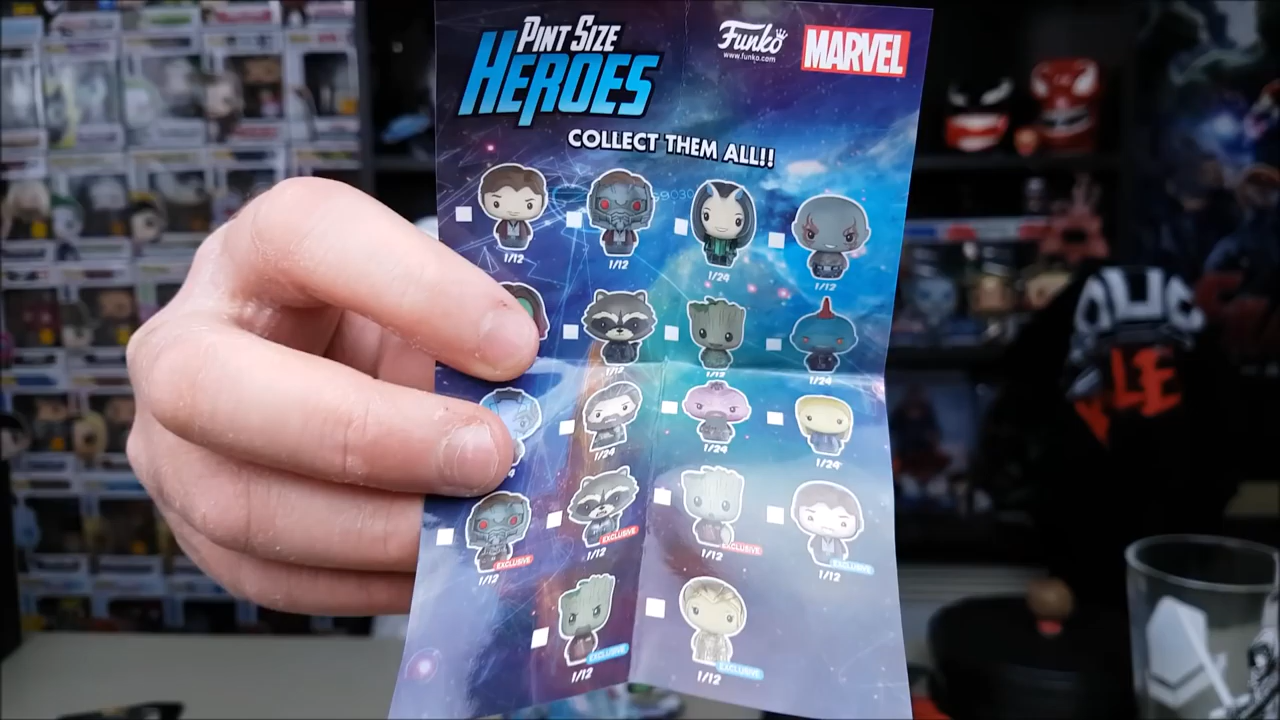 PINT SIZE
HEROES
Funko
www.funko.com
MARVEL
COLLECT THEM ALL!!
1/12
1/12
1/24
1/12
1/12
1/12
1/24
1/24
1/24
1/24
EXCLUSIVE
1/12
EXCLUSIVE
1/12
EXCLUSIVE
1/12
EXCLUSIVE
1/12
EXCLUSIVE
1/12
EXCLUSIVE
1/12